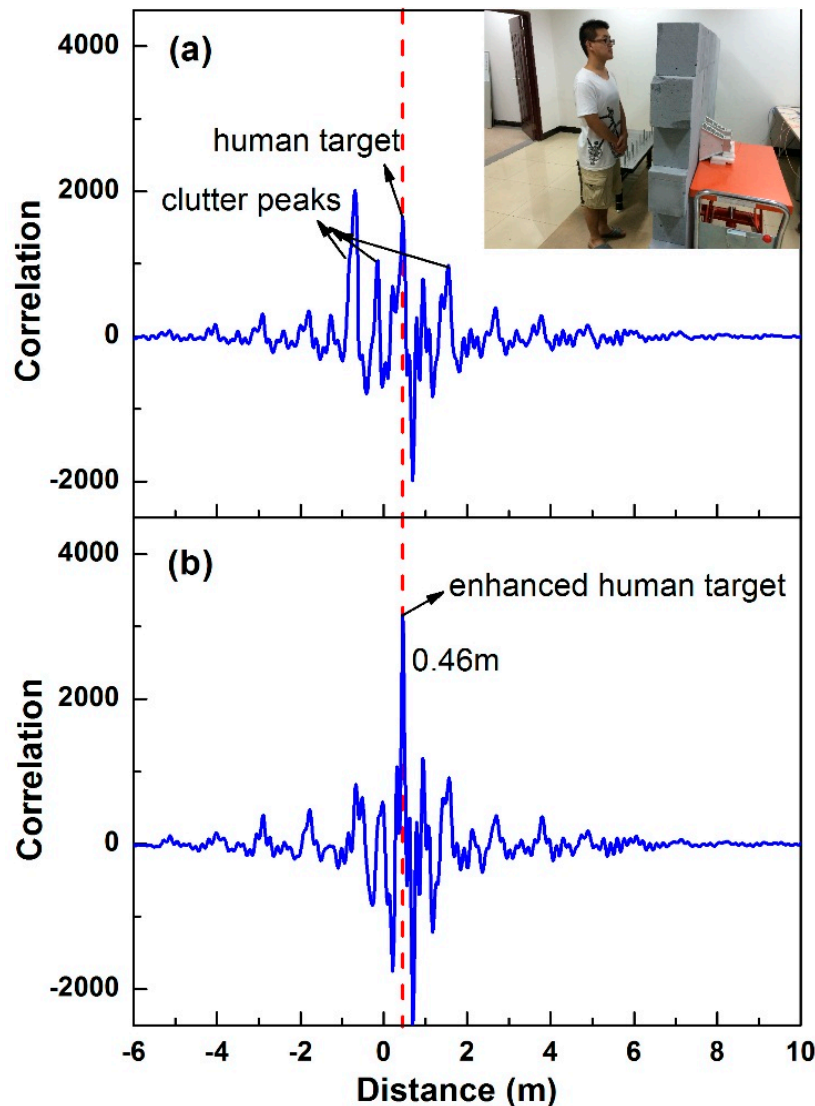 4000
(a)
human target
2000
clutter peaks
0
Correlation
-2000
4000
(b)
enhanced human target
0.46m
2000
Correlation
0
-2000
-6 -4 -2 0 2 4 6 8 10
Distance (m)